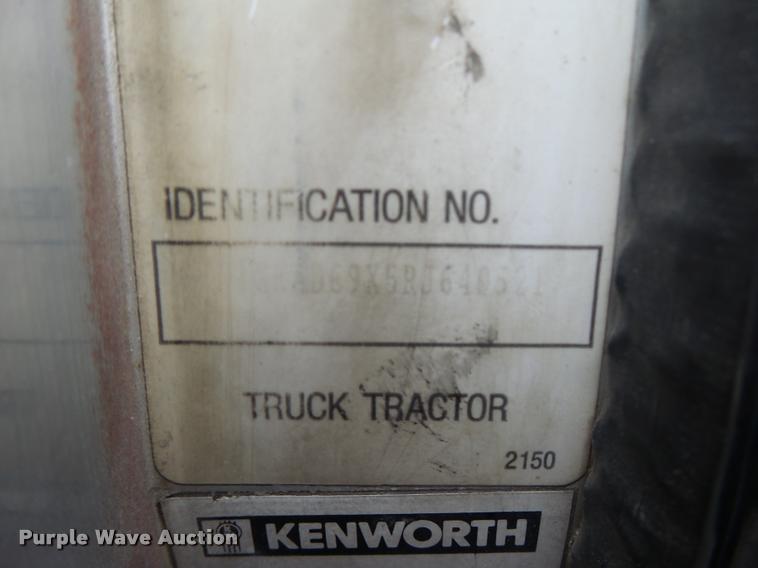 IDENTIFICATION NO.
TRUCK TRACTOR
2150
KENWORTH
Purple Wave Auction